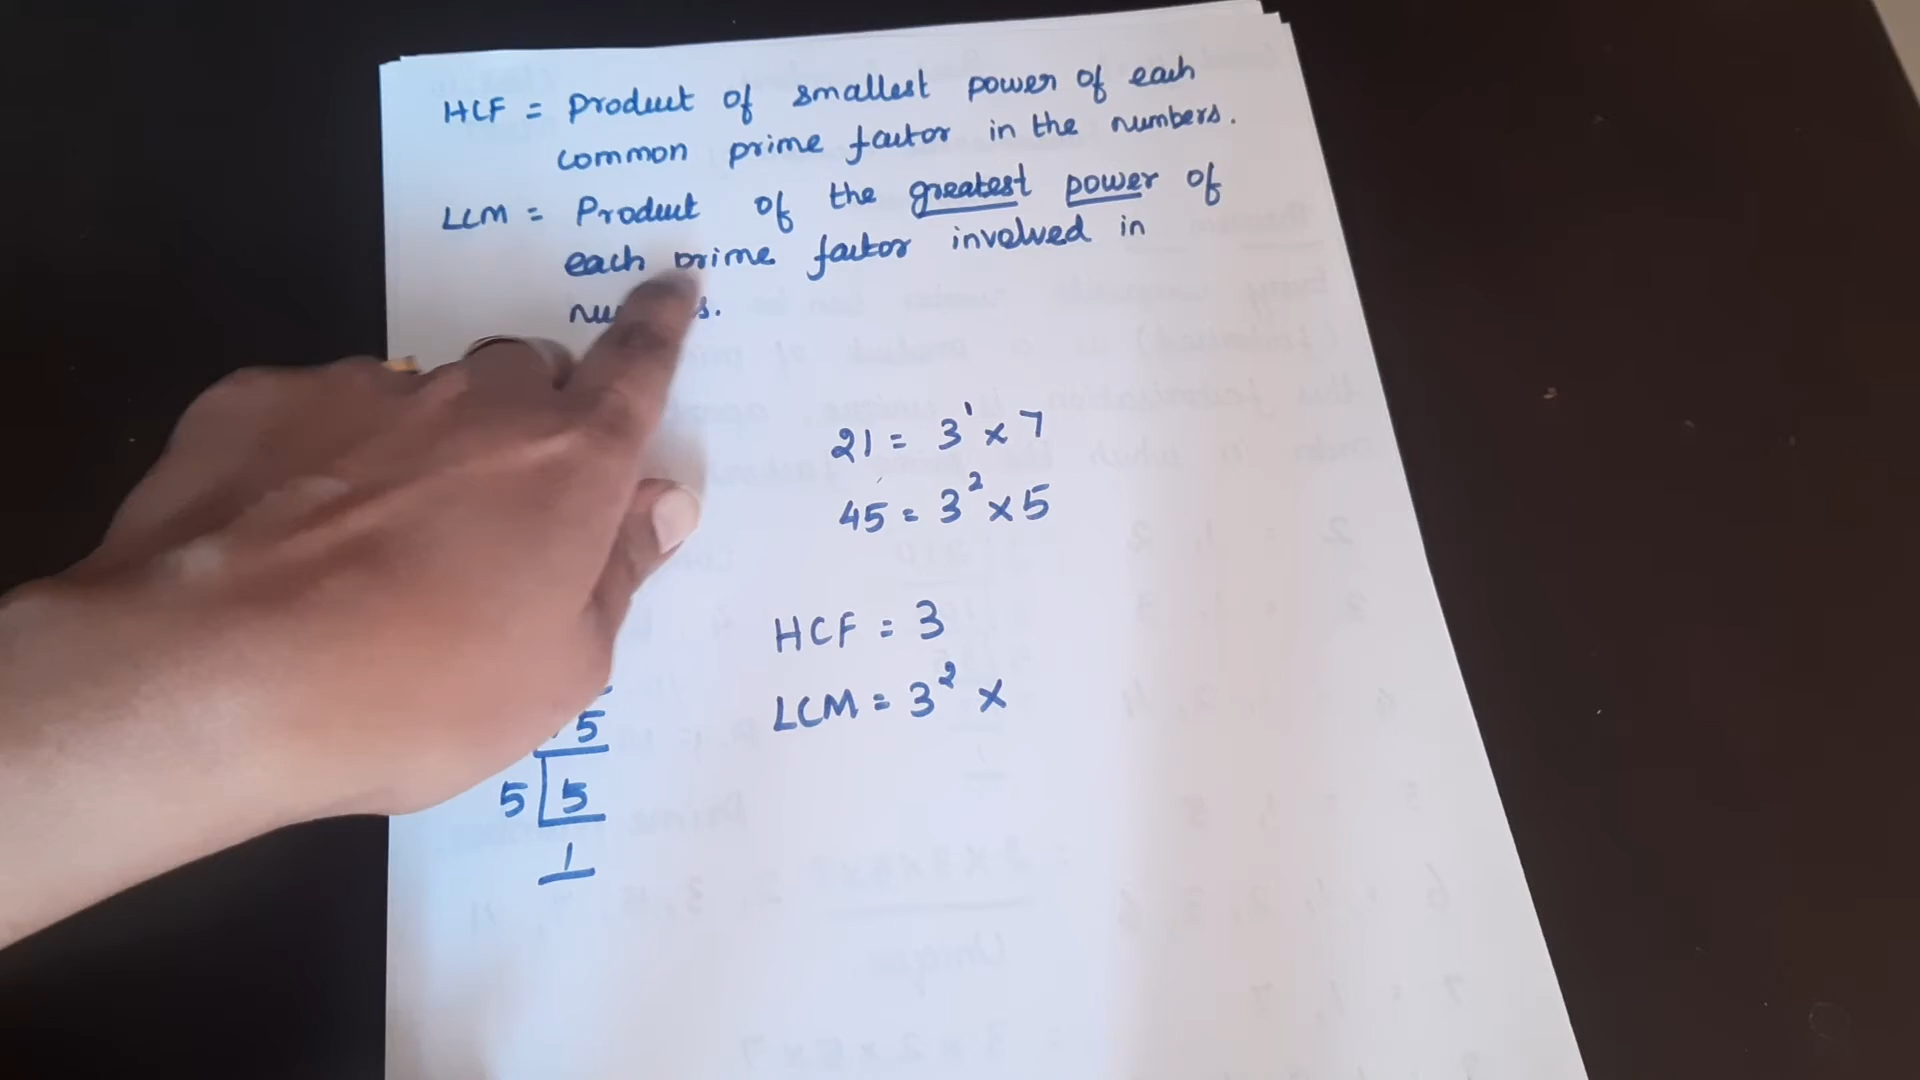 HCF = Product of smallest power of each
common prime factor in the numbers.
LCM = Product of the greatest power of
each prime factor involved in
21 = 3¹ × 7
45 = 3² × 5
HCF = 3
LCM = 3² ×
5
5 5
1